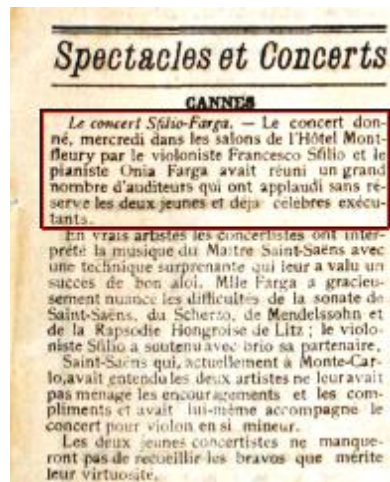 Spectacles et Concerts
CANNES
Le concert Sfilio-Farga. — Le concert don-
né, mercredi dans les salons de l'Hôtel Mont-
fleury par le violoniste Francesco Sfilio et le
pianiste Onia Farga avait réuni un grand
nombre d'auditeurs qui ont applaudi sans ré-
serve les deux jeunes et déja célèbres exécu-
tants.
En vrais artistes les concertistes ont inter-
prété la musique du Maitre Saint-Saëns avec
une technique surprenante qui leur a valu un
succès de bon aloi. Mlle Farga a gracieu-
sement nuancé les difficultés de la sonate de
Saint-Saëns, du Scherzo, de Mendelssohn et
de la Rapsodie Hongroise de Litz ; le violo-
niste Sfilio a soutenu avec brio sa partenaire.
Saint-Saëns qui, actuellement à Monte-Car-
lo, avait entendu les deux artistes ne leur avait
pas ménagé les encouragements et les com-
pliments et avait lui-même accompagné le
concert pour violon en si mineur.
Les deux jeunes concertistes ne manque-
ront pas de recueillir les bravos que mérite
leur virtuosité.